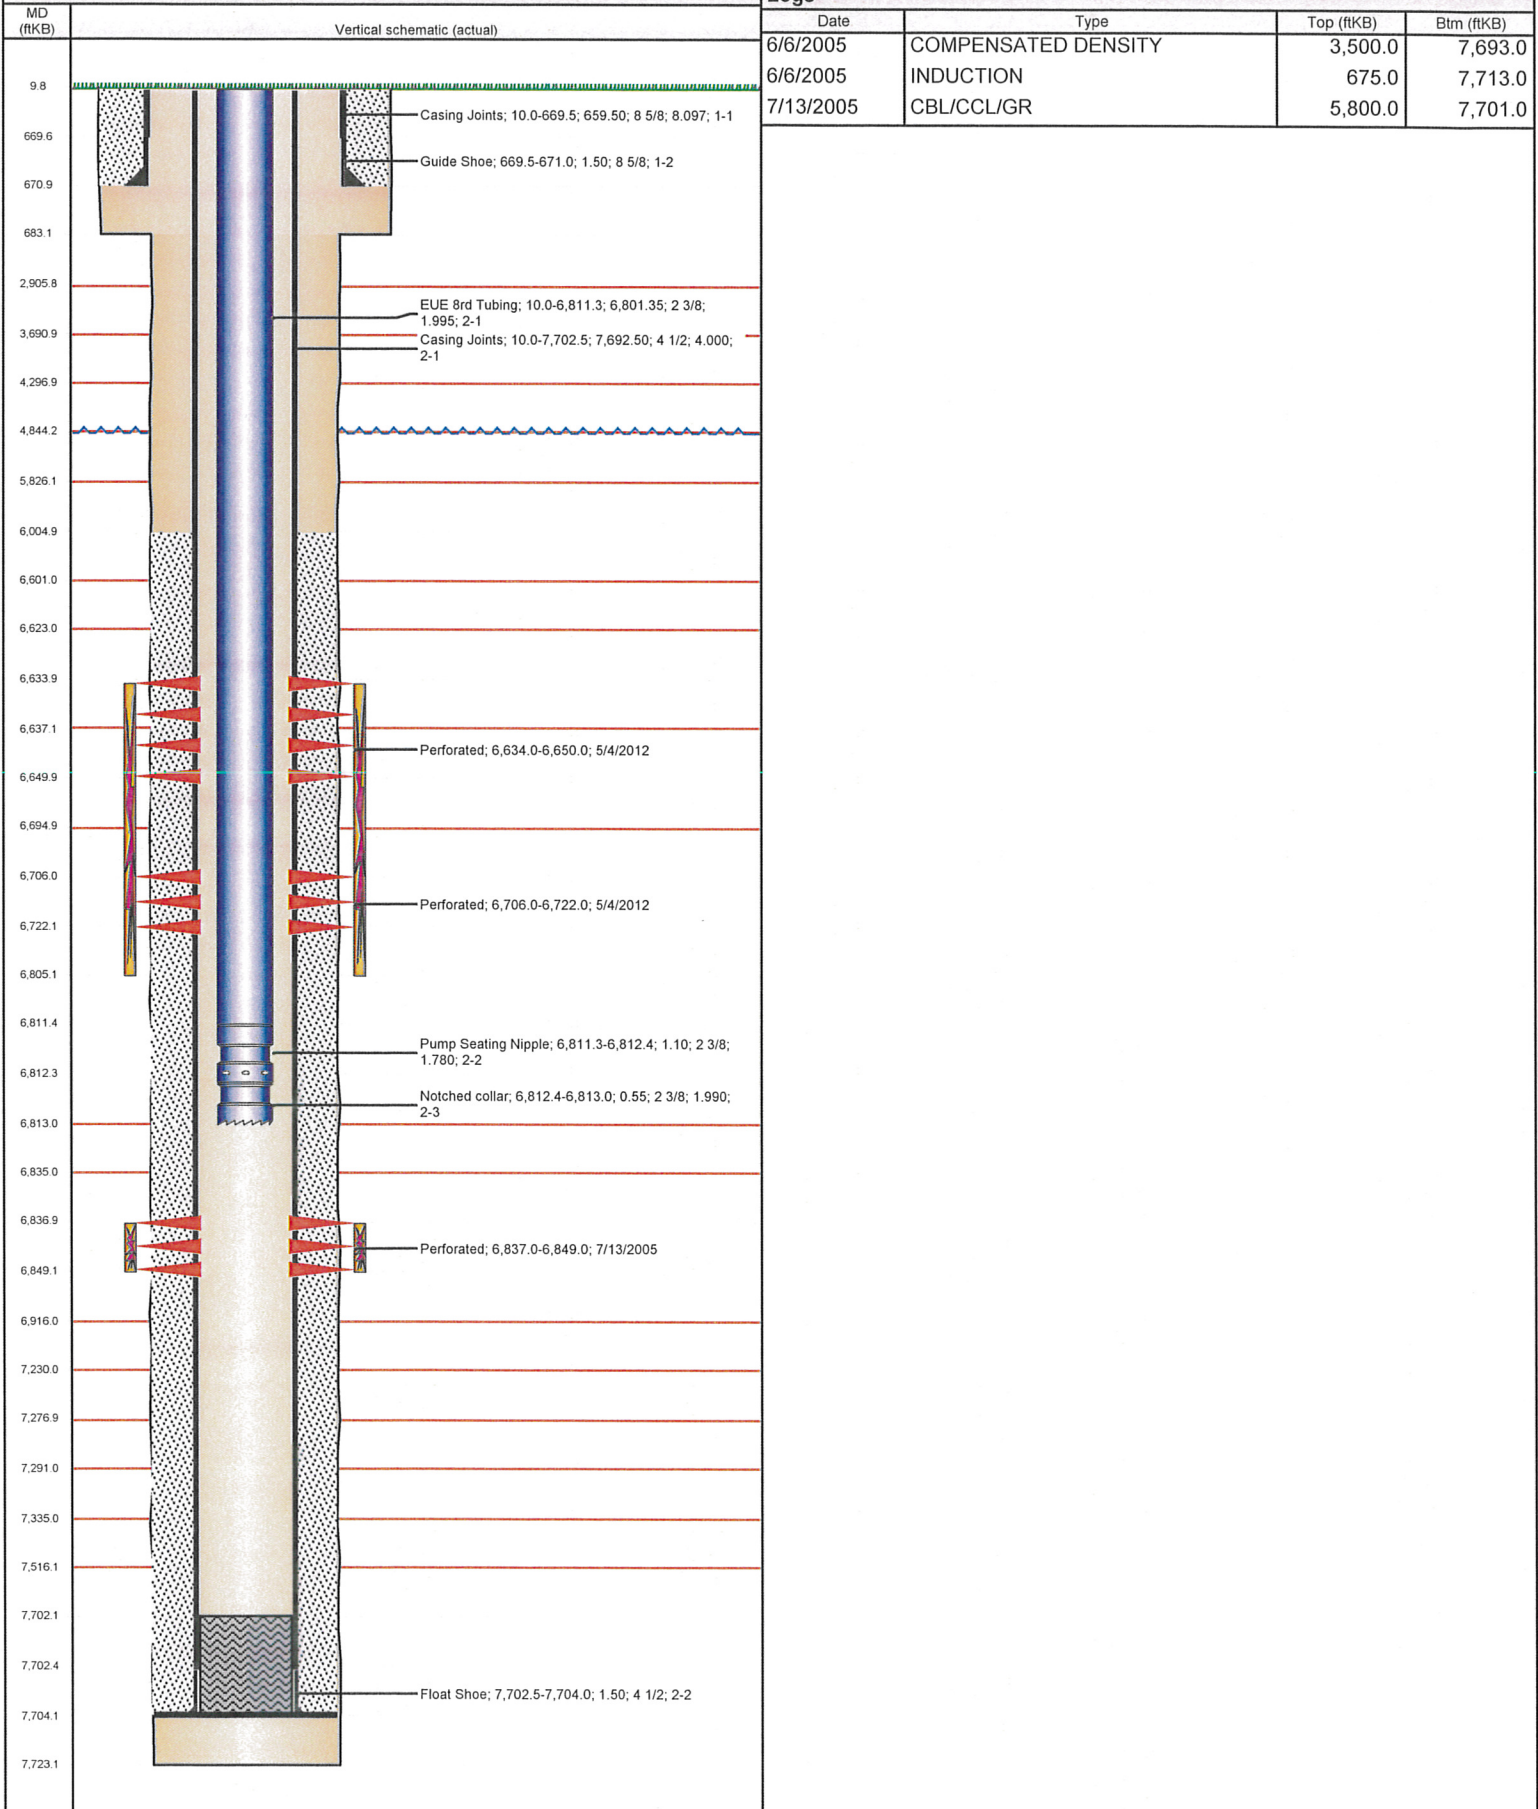 MD
(ftKB)
Vertical schematic (actual)
9.8
669.6
670.9
683.1
2,905.8
3,690.9
4,296.9
4,844.2
5,826.1
6,004.9
6,601.0
6,623.0
6,633.9
6,637.1
6,649.9
6,694.9
6,706.0
6,722.1
6,805.1
6,811.4
6,812.3
6,813.0
6,835.0
6,836.9
6,849.1
6,916.0
7,230.0
7,276.9
7,291.0
7,335.0
7,516.1
7,702.1
7,702.4
7,704.1
7,723.1
Casing Joints; 10.0-669.5; 659.50; 8 5/8; 8.097; 1-1
Guide Shoe; 669.5-671.0; 1.50; 8 5/8; 1-2
EUE 8rd Tubing; 10.0-6,811.3; 6,801.35; 2 3/8;
1.995; 2-1
Casing Joints; 10.0-7,702.5; 7,692.50; 4 1/2; 4.000;
2-1
Perforated; 6,634.0-6,650.0; 5/4/2012
Perforated; 6,706.0-6,722.0; 5/4/2012
Pump Seating Nipple; 6,811.3-6,812.4; 1.10; 2 3/8;
1.780; 2-2
Notched collar; 6,812.4-6,813.0; 0.55; 2 3/8; 1.990;
2-3
Perforated; 6,837.0-6,849.0; 7/13/2005
Float Shoe; 7,702.5-7,704.0; 1.50; 4 1/2; 2-2
Date Type Top (ftKB) Btm (ftKB)
6/6/2005 COMPENSATED DENSITY 3,500.0 7,693.0
6/6/2005 INDUCTION 675.0 7,713.0
7/13/2005 CBL/CCL/GR 5,800.0 7,701.0